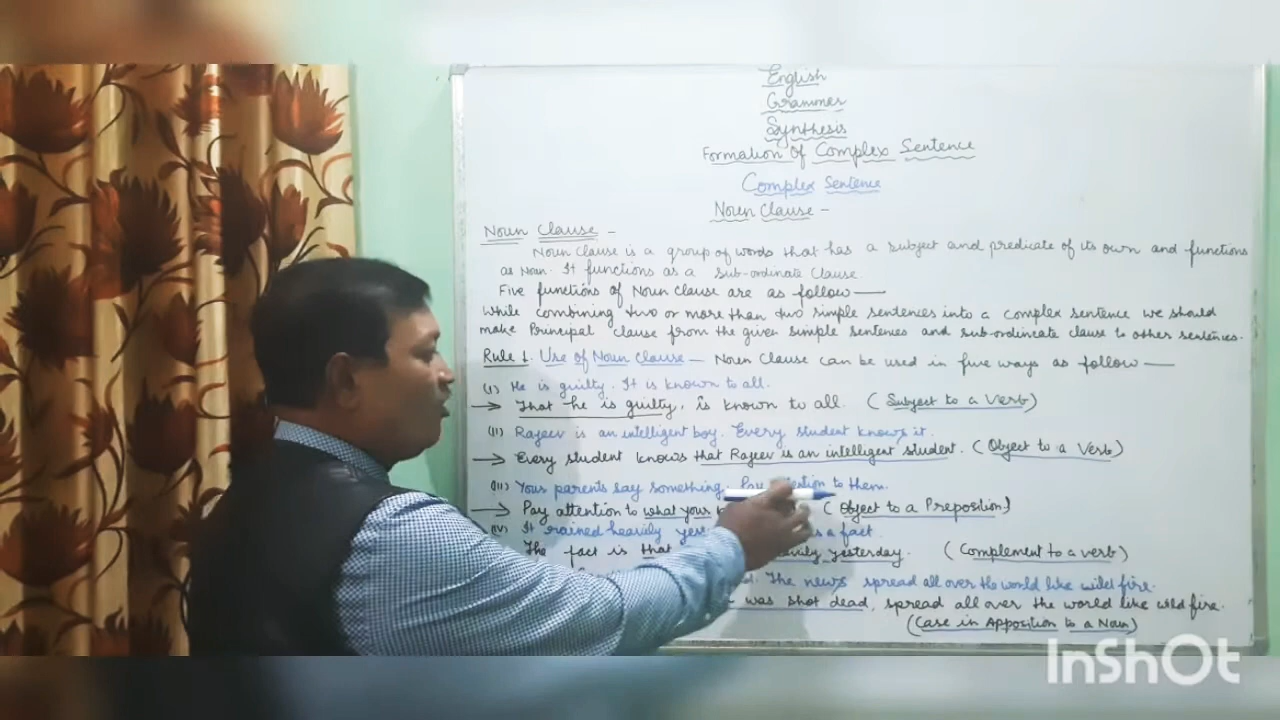 English
Grammer
Synthesis
Formation Of Complex Sentence
Complex Sentence
Noun Clause -
Noun Clause -
Noun Clause is a group of words that has a subject and predicate of its own and functions
as Noun. It functions as a sub-ordinate Clause.
Five functions of Noun Clause are as follow —
While combining two or more than two simple sentences into a complex sentence we should
make Principal clause from the given simple sentences and sub-ordincate clause to other sentences.
Rule 1. Use of Noun Clause — Noun Clause can be used in five ways as follow —
(I) He is guilty. It is known to all.
→ That he is guilty, is known to all. (Subject to a Verb)
(II) Rajeev is an intelligent boy. Every student knows it.
→ Every student knows that Rajeev is an intelligent student. (Object to a Verb)
(III) Your parents say something. Pay attention to them.
→ Pay attention to what your (Object to a Preposition)
(IV) It rained heavily is a fact.
The fact is that yesterday. (Complement to a verb)
The news spread all over the world like wild fire.
was shot dead, spread all over the world like wild fire.
(Case in Apposition to a Noun)
InShOt